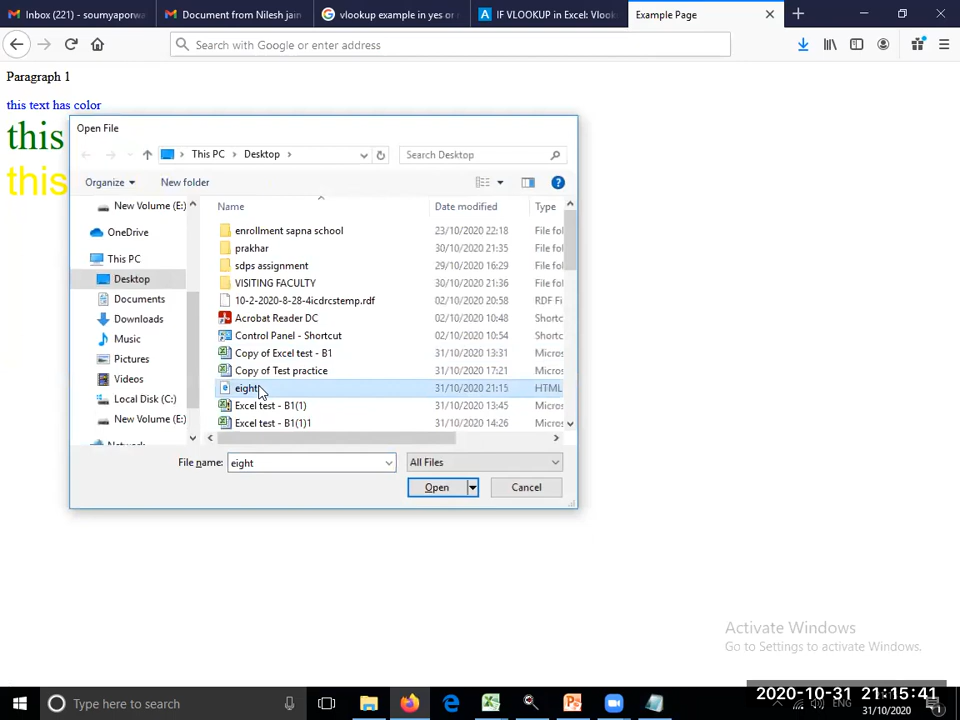 Inbox (221) - soumyaporwa
Document from Nilesh jain
vlookup example in yes or
IF VLOOKUP in Excel: Vlook
Example Page
Search with Google or enter address
Paragraph 1
this text has color
this
this
Open File
This PC
Desktop
Search Desktop
Organize
New folder
Name
Date modified
Type
New Volume (E:)
OneDrive
This PC
Desktop
Documents
Downloads
Music
Pictures
Videos
Local Disk (C:)
New Volume (E:)
enrollment sapna school 23/10/2020 22:18 File fol
prakhar 30/10/2020 21:35 File fol
sdps assignment 29/10/2020 16:29 File fol
VISITING FACULTY 30/10/2020 21:36 File fol
10-2-2020-8-28-4icdrcstemp.rdf 02/10/2020 20:58 RDF Fi
Acrobat Reader DC 02/10/2020 10:48 Shortc
Control Panel - Shortcut 02/10/2020 10:54 Shortc
Copy of Excel test - B1 31/10/2020 13:31 Micros
Copy of Test practice 31/10/2020 17:21 Micros
eight 31/10/2020 21:15 HTML
Excel test - B1(1) 31/10/2020 13:45 Micros
Excel test - B1(1)1 31/10/2020 14:26 Micros
File name:
eight
All Files
Open
Cancel
Activate Windows
Go to Settings to activate Windows.
Type here to search
2020-10-31 21:15:41
ENG
31/10/2020
1